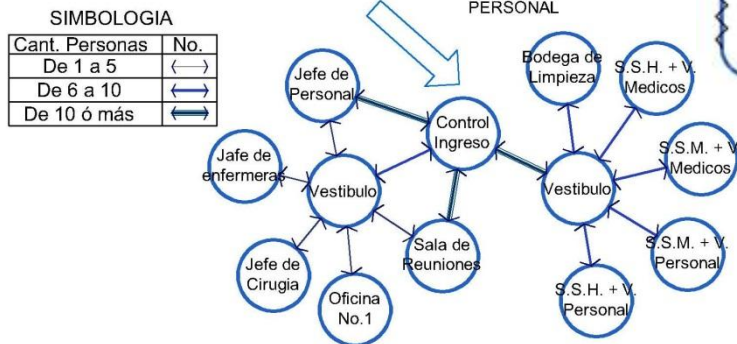 PERSONAL
SIMBOLOGIA
Cant. Personas No.
De 1 a 5
De 6 a 10
De 10 ó más
Jefe de
Personal
Control
Ingreso
Bodega de
Limpieza
S.S.H. + V.
Medicos
S.S.M. + V
Medicos
Jafe de
enfermeras
Vestibulo
Vestibulo
Jefe de
Cirugia
Oficina
No.1
Sala de
Reuniones
S.S.M. + V.
Personal
S.S.H. + V.
Personal